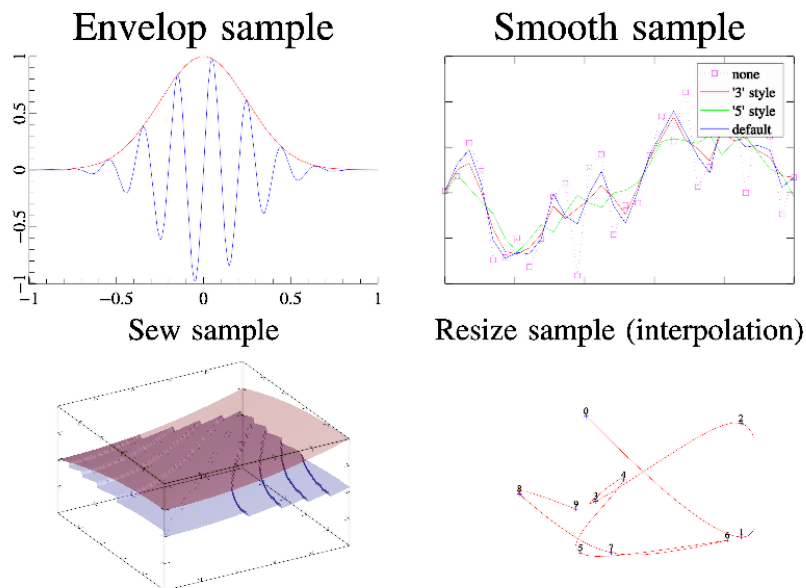 Envelop sample
1
0.5
0
−0.5
−1
−1
−0.5
0
0.5
1
Smooth sample
none
'3' style
'5' style
default
Sew sample
Resize sample (interpolation)
0
2
4
8
9
6
1
5
7